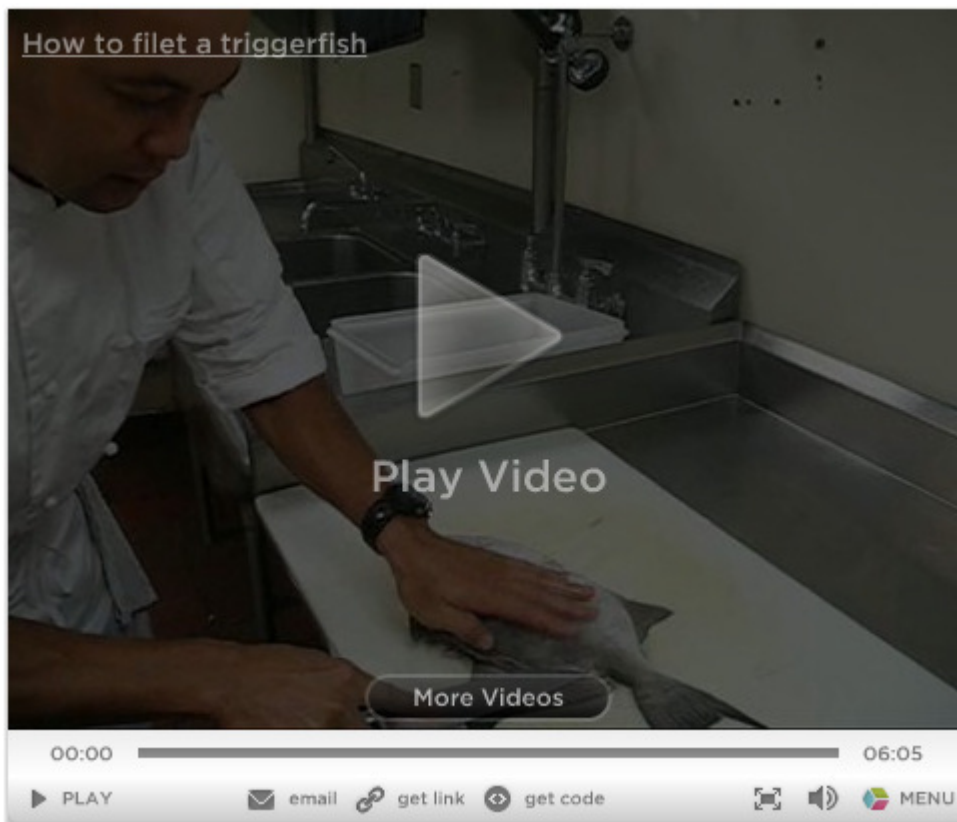 How to filet a triggerfish
Play Video
More Videos
00:00 06:05
PLAY email get link get code MENU